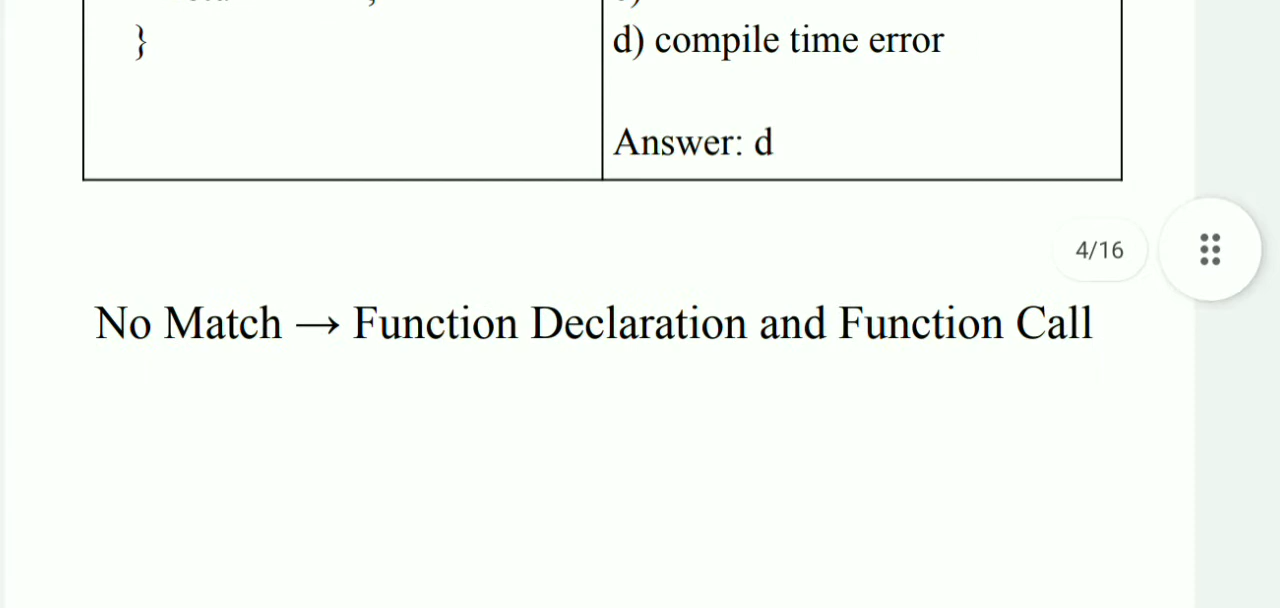 }
d) compile time error
Answer: d
4/16
No Match → Function Declaration and Function Call